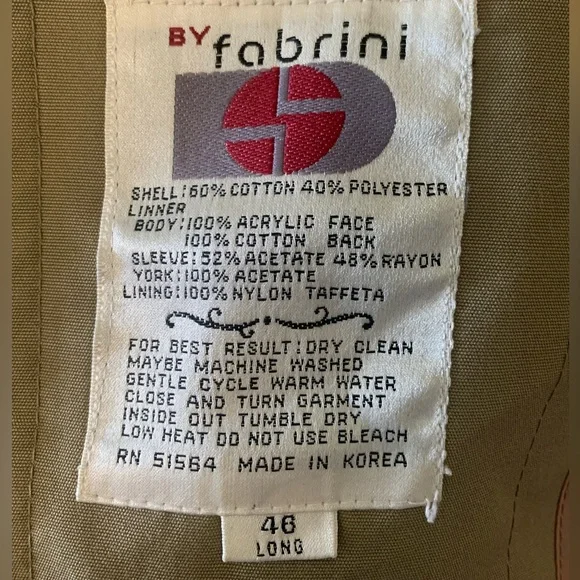 BY fabrini
SHELL:60% COTTON 40% POLYESTER
LINNER
BODY:100% ACRYLIC FACE
100% COTTON BACK
SLEEVE:52% ACETATE 48% RAYON
YORK:100% ACETATE
LINING:100% NYLON TAFFETA
FOR BEST RESULT:DRY CLEAN
MAYBE MACHINE WASHED
GENTLE CYCLE WARM WATER
CLOSE AND TURN GARMENT
INSIDE OUT TUMBLE DRY
LOW HEAT DO NOT USE BLEACH
RN 51564 MADE IN KOREA
46
LONG